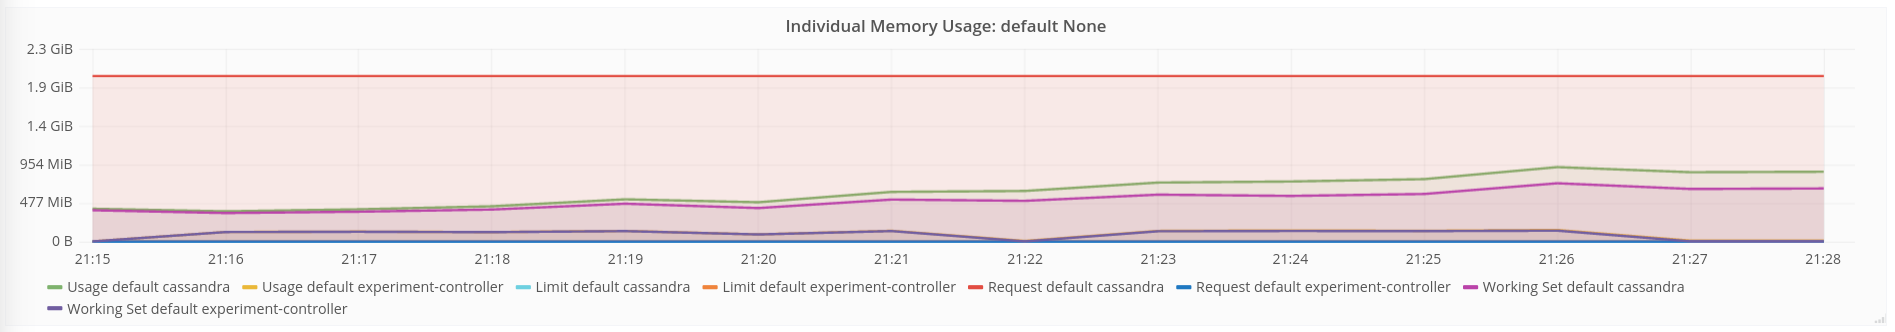 Individual Memory Usage: default None
2.3 GiB
1.9 GiB
1.4 GiB
954 MiB
477 MiB
0 B
21:15 21:16 21:17 21:18 21:19 21:20 21:21 21:22 21:23 21:24 21:25 21:26 21:27 21:28
Usage default cassandra Usage default experiment-controller Limit default cassandra Limit default experiment-controller Request default cassandra Request default experiment-controller Working Set default cassandra
Working Set default experiment-controller